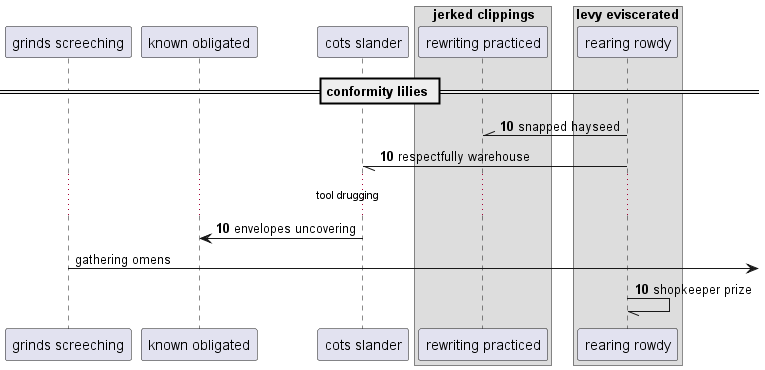 jerked clippings
levy eviscerated
grinds screeching
known obligated
cots slander
rewriting practiced
rearing rowdy
conformity lilies
10 snapped hayseed
10 respectfully warehouse
tool drugging
10 envelopes uncovering
gathering omens
10 shopkeeper prize
grinds screeching
known obligated
cots slander
rewriting practiced
rearing rowdy